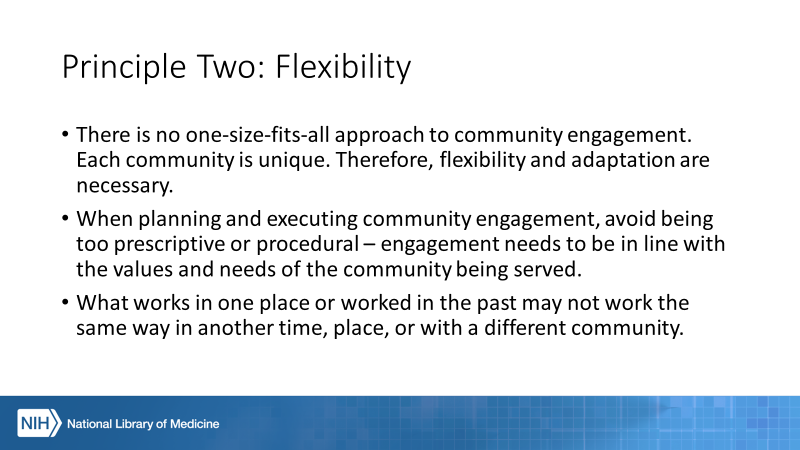 Principle Two: Flexibility
• There is no one-size-fits-all approach to community engagement.
Each community is unique. Therefore, flexibility and adaptation are
necessary.
• When planning and executing community engagement, avoid being
too prescriptive or procedural – engagement needs to be in line with
the values and needs of the community being served.
• What works in one place or worked in the past may not work the
same way in another time, place, or with a different community.
NIH National Library of Medicine